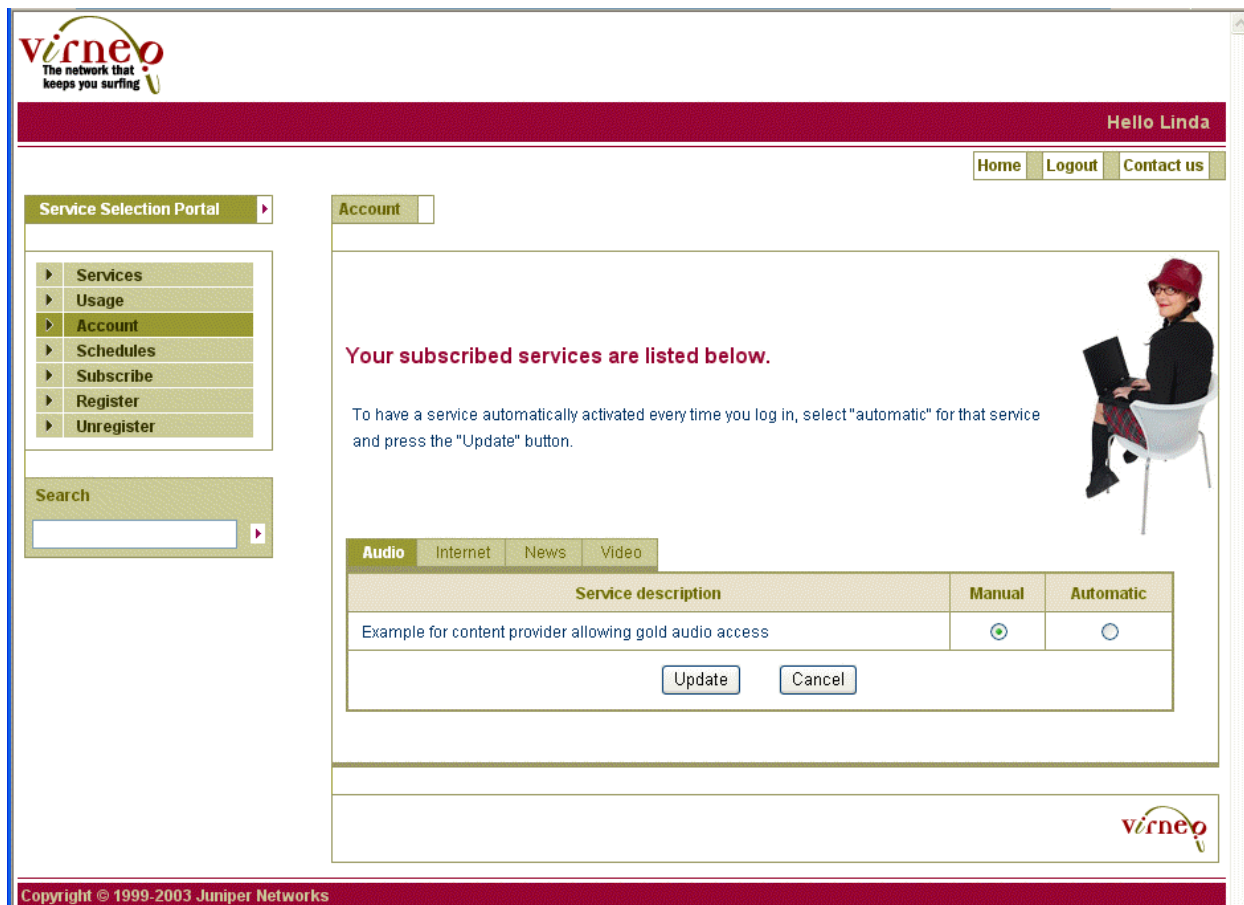 Virneo
The network that
keeps you surfing
Hello Linda
Home Logout Contact us
Service Selection Portal
Account
Services
Usage
Account
Schedules
Subscribe
Register
Unregister
Search
Your subscribed services are listed below.
To have a service automatically activated every time you log in, select "automatic" for that service
and press the "Update" button.
Audio Internet News Video
Service description Manual Automatic
Example for content provider allowing gold audio access
Update Cancel
Virneo
Copyright © 1999-2003 Juniper Networks